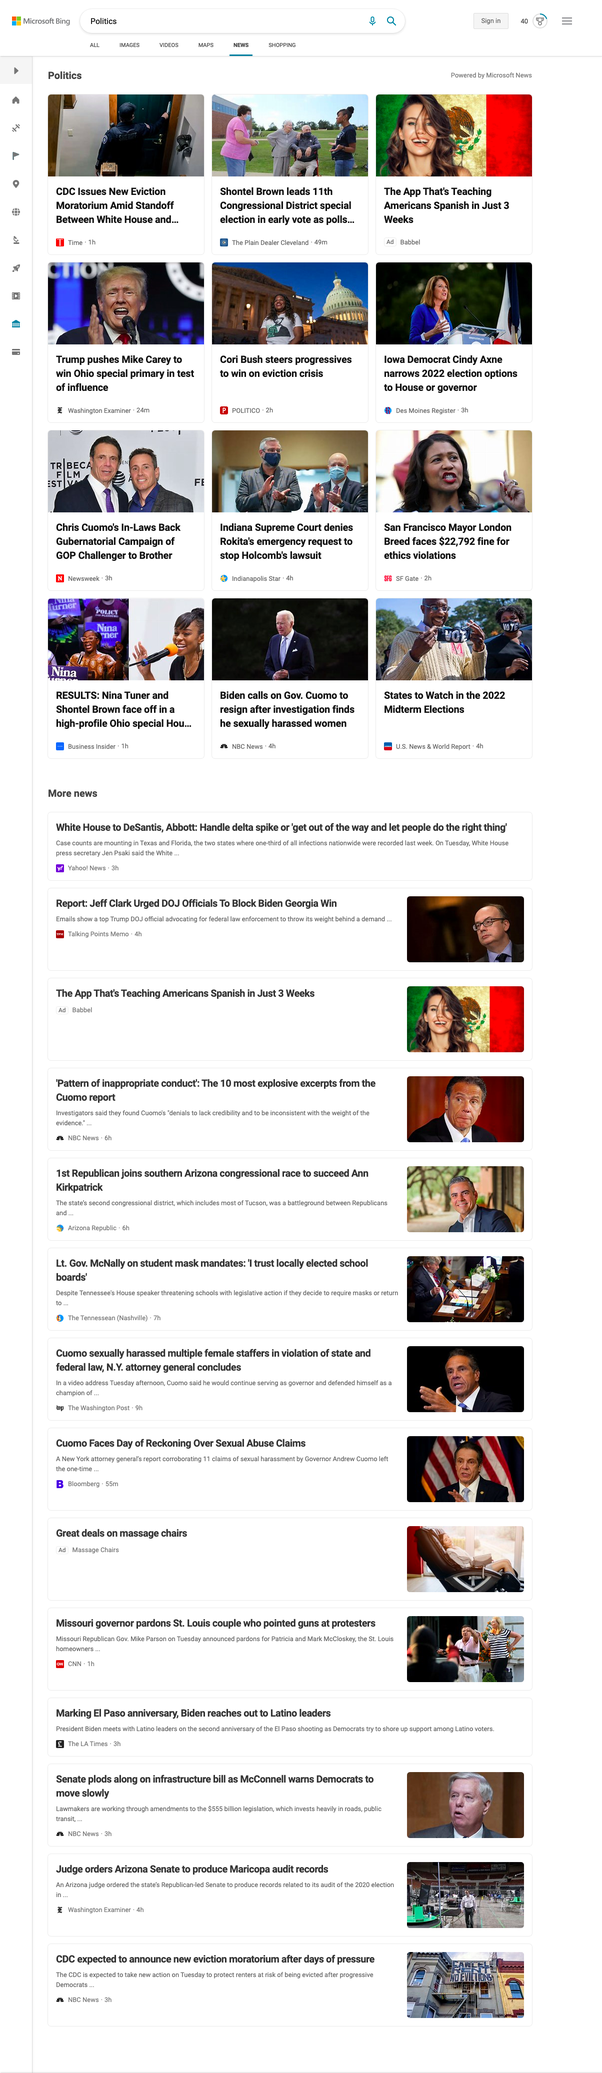 Microsoft Bing
Politics
Sign in
40
ALL
IMAGES
VIDEOS
MAPS
NEWS
SHOPPING
Politics
Powered by Microsoft News
CDC Issues New Eviction
Moratorium Amid Standoff
Between White House and...
Time · 1h
Shontel Brown leads 11th
Congressional District special
election in early vote as polls...
The Plain Dealer Cleveland · 49m
The App That's Teaching
Americans Spanish in Just 3
Weeks
Ad Babbel
Trump pushes Mike Carey to
win Ohio special primary in test
of influence
Washington Examiner · 24m
Cori Bush steers progressives
to win on eviction crisis
POLITICO · 2h
Iowa Democrat Cindy Axne
narrows 2022 election options
to House or governor
Des Moines Register · 3h
Chris Cuomo's In-Laws Back
Gubernatorial Campaign of
GOP Challenger to Brother
Newsweek · 3h
Indiana Supreme Court denies
Rokita's emergency request to
stop Holcomb's lawsuit
Indianapolis Star · 4h
San Francisco Mayor London
Breed faces $22,792 fine for
ethics violations
SF Gate · 2h
RESULTS: Nina Tuner and
Shontel Brown face off in a
high-profile Ohio special Hou...
Business Insider · 1h
Biden calls on Gov. Cuomo to
resign after investigation finds
he sexually harassed women
NBC News · 4h
States to Watch in the 2022
Midterm Elections
U.S. News & World Report · 4h
More news
White House to DeSantis, Abbott: Handle delta spike or 'get out of the way and let people do the right thing'
Case counts are mounting in Texas and Florida, the two states where one-third of all infections nationwide were recorded last week. On Tuesday, White House
press secretary Jen Psaki said the White ...
Yahoo! News · 3h
Report: Jeff Clark Urged DOJ Officials To Block Biden Georgia Win
Emails show a top Trump DOJ official advocating for federal law enforcement to throw its weight behind a demand ...
Talking Points Memo · 4h
The App That's Teaching Americans Spanish in Just 3 Weeks
Ad Babbel
'Pattern of inappropriate conduct': The 10 most explosive excerpts from the
Cuomo report
Investigators said they found Cuomo's "denials to lack credibility and to be inconsistent with the weight of the
evidence." ...
NBC News · 6h
1st Republican joins southern Arizona congressional race to succeed Ann
Kirkpatrick
The state's second congressional district, which includes most of Tucson, was a battleground between Republicans
and ...
Arizona Republic · 6h
Lt. Gov. McNally on student mask mandates: 'I trust locally elected school
boards'
Despite Tennessee's House speaker threatening schools with legislative action if they decide to require masks or return
to ...
The Tennessean (Nashville) · 7h
Cuomo sexually harassed multiple female staffers in violation of state and
federal law, N.Y. attorney general concludes
In a video address Tuesday afternoon, Cuomo said he would continue serving as governor and defended himself as a
champion of ...
The Washington Post · 9h
Cuomo Faces Day of Reckoning Over Sexual Abuse Claims
A New York attorney general's report corroborating 11 claims of sexual harassment by Governor Andrew Cuomo left
the one-time ...
Bloomberg · 55m
Great deals on massage chairs
Ad Massage Chairs
Missouri governor pardons St. Louis couple who pointed guns at protesters
Missouri Republican Gov. Mike Parson on Tuesday announced pardons for Patricia and Mark McCloskey, the St. Louis
homeowners ...
CNN · 1h
Marking El Paso anniversary, Biden reaches out to Latino leaders
President Biden meets with Latino leaders on the second anniversary of the El Paso shooting as Democrats try to shore up support among Latino voters.
The LA Times · 3h
Senate plods along on infrastructure bill as McConnell warns Democrats to
move slowly
Lawmakers are working through amendments to the $555 billion legislation, which invests heavily in roads, public
transit, ...
NBC News · 3h
Judge orders Arizona Senate to produce Maricopa audit records
An Arizona judge ordered the state's Republican-led Senate to produce records related to its audit of the 2020 election
in ...
Washington Examiner · 4h
CDC expected to announce new eviction moratorium after days of pressure
The CDC is expected to take new action on Tuesday to protect renters at risk of being evicted after progressive
Democrats ...
NBC News · 3h